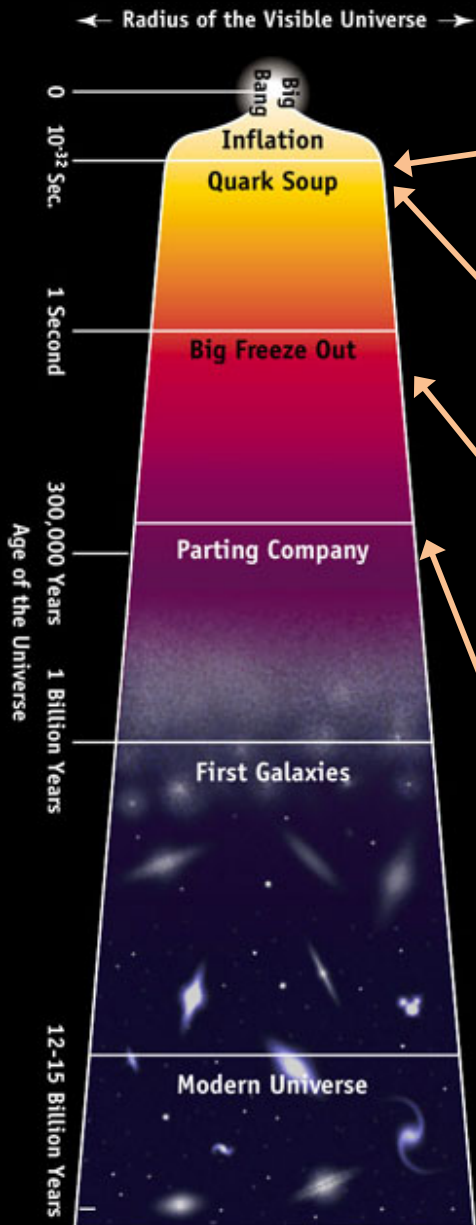 Radius of the Visible Universe
Big
Bang
0
Inflation
10⁻³² Sec.
Quark Soup
1 Second
Big Freeze Out
300,000 Years
Parting Company
Age of the Universe
1 Billion Years
First Galaxies
12-15 Billion Years
Modern Universe